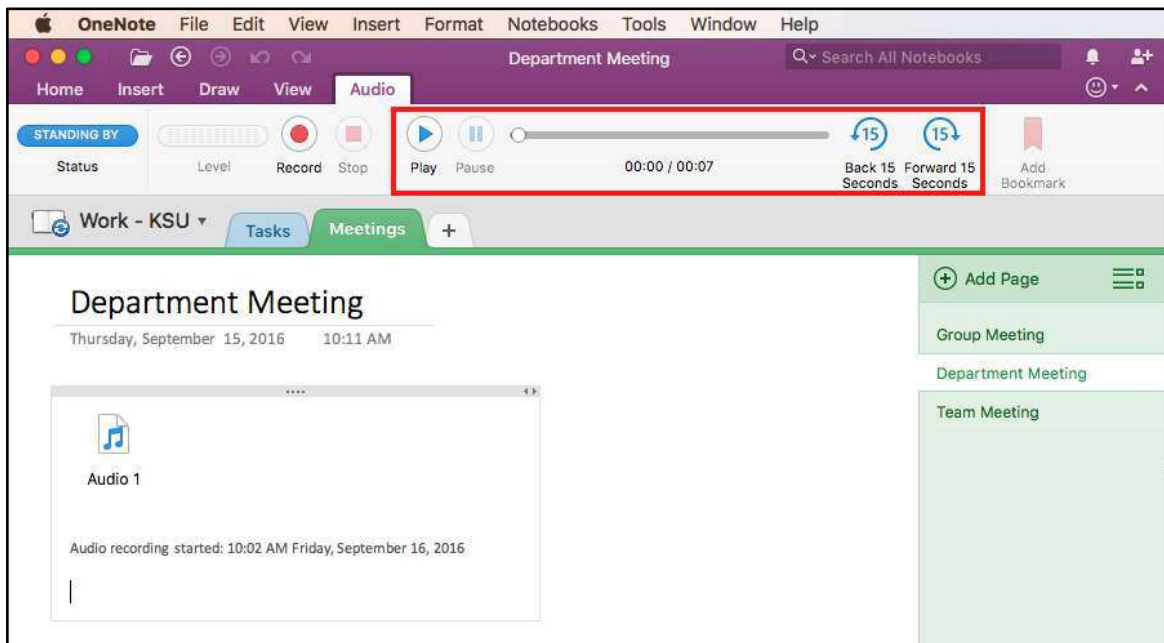 OneNote File Edit View Insert Format Notebooks Tools Window Help
Department Meeting Search All Notebooks
Home Insert Draw View Audio
STANDING BY
15 15
00:00 / 00:07
Status Level Record Stop Play Pause Back 15 Seconds Forward 15 Seconds Add Bookmark
Work - KSU Tasks Meetings +
Add Page
Department Meeting
Thursday, September 15, 2016 10:11 AM
Group Meeting
Department Meeting
Team Meeting
Audio 1
Audio recording started: 10:02 AM Friday, September 16, 2016